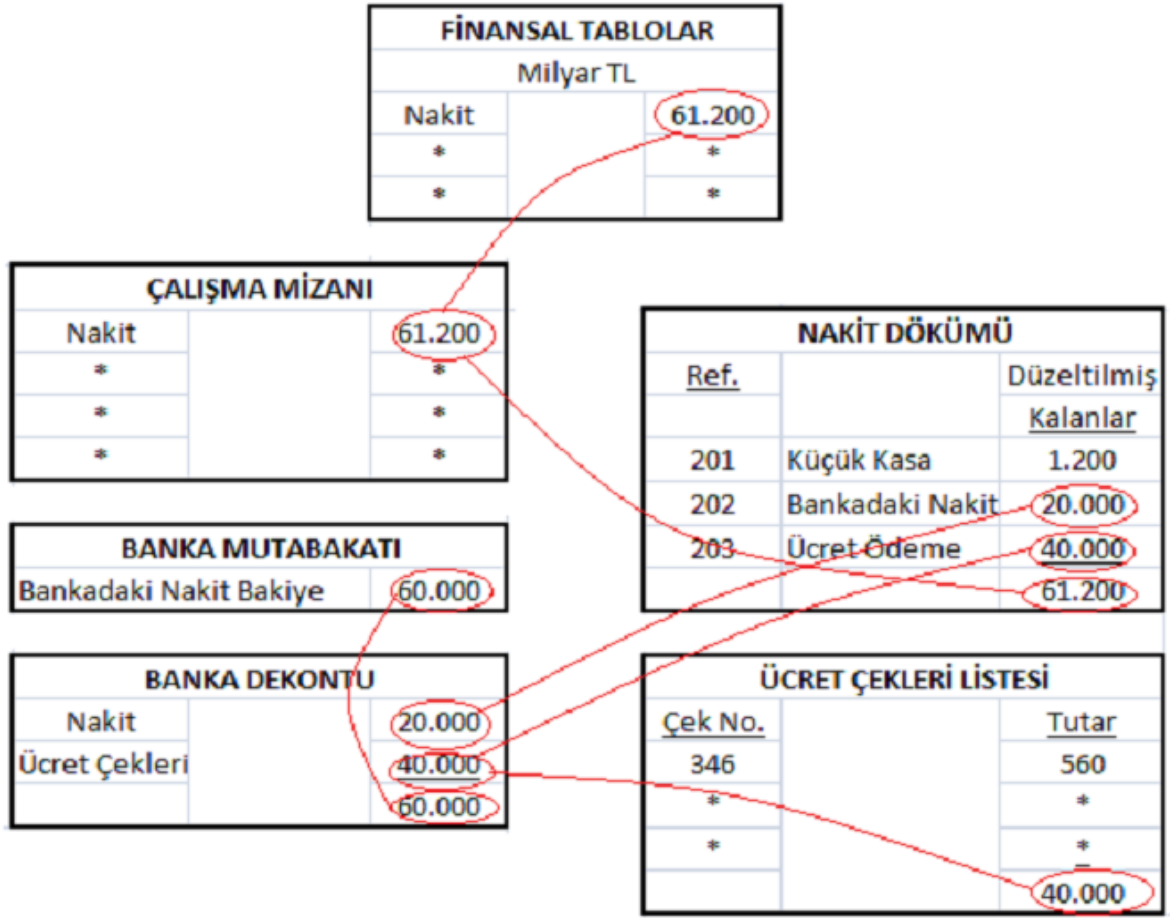 FİNANSAL TABLOLAR
Milyar TL
Nakit 61.200
* *
* *
ÇALIŞMA MİZANI
Nakit 61.200
* *
* *
* *
NAKİT DÖKÜMÜ
Ref. Düzeltilmiş
Kalanlar
201 Küçük Kasa 1.200
202 Bankadaki Nakit 20.000
203 Ücret Ödeme 40.000
61.200
BANKA MUTABAKATI
Bankadaki Nakit Bakiye 60.000
BANKA DEKONTU
Nakit 20.000
Ücret Çekleri 40.000
60.000
ÜCRET ÇEKLERİ LİSTESİ
Çek No. Tutar
346 560
* *
* *
40.000